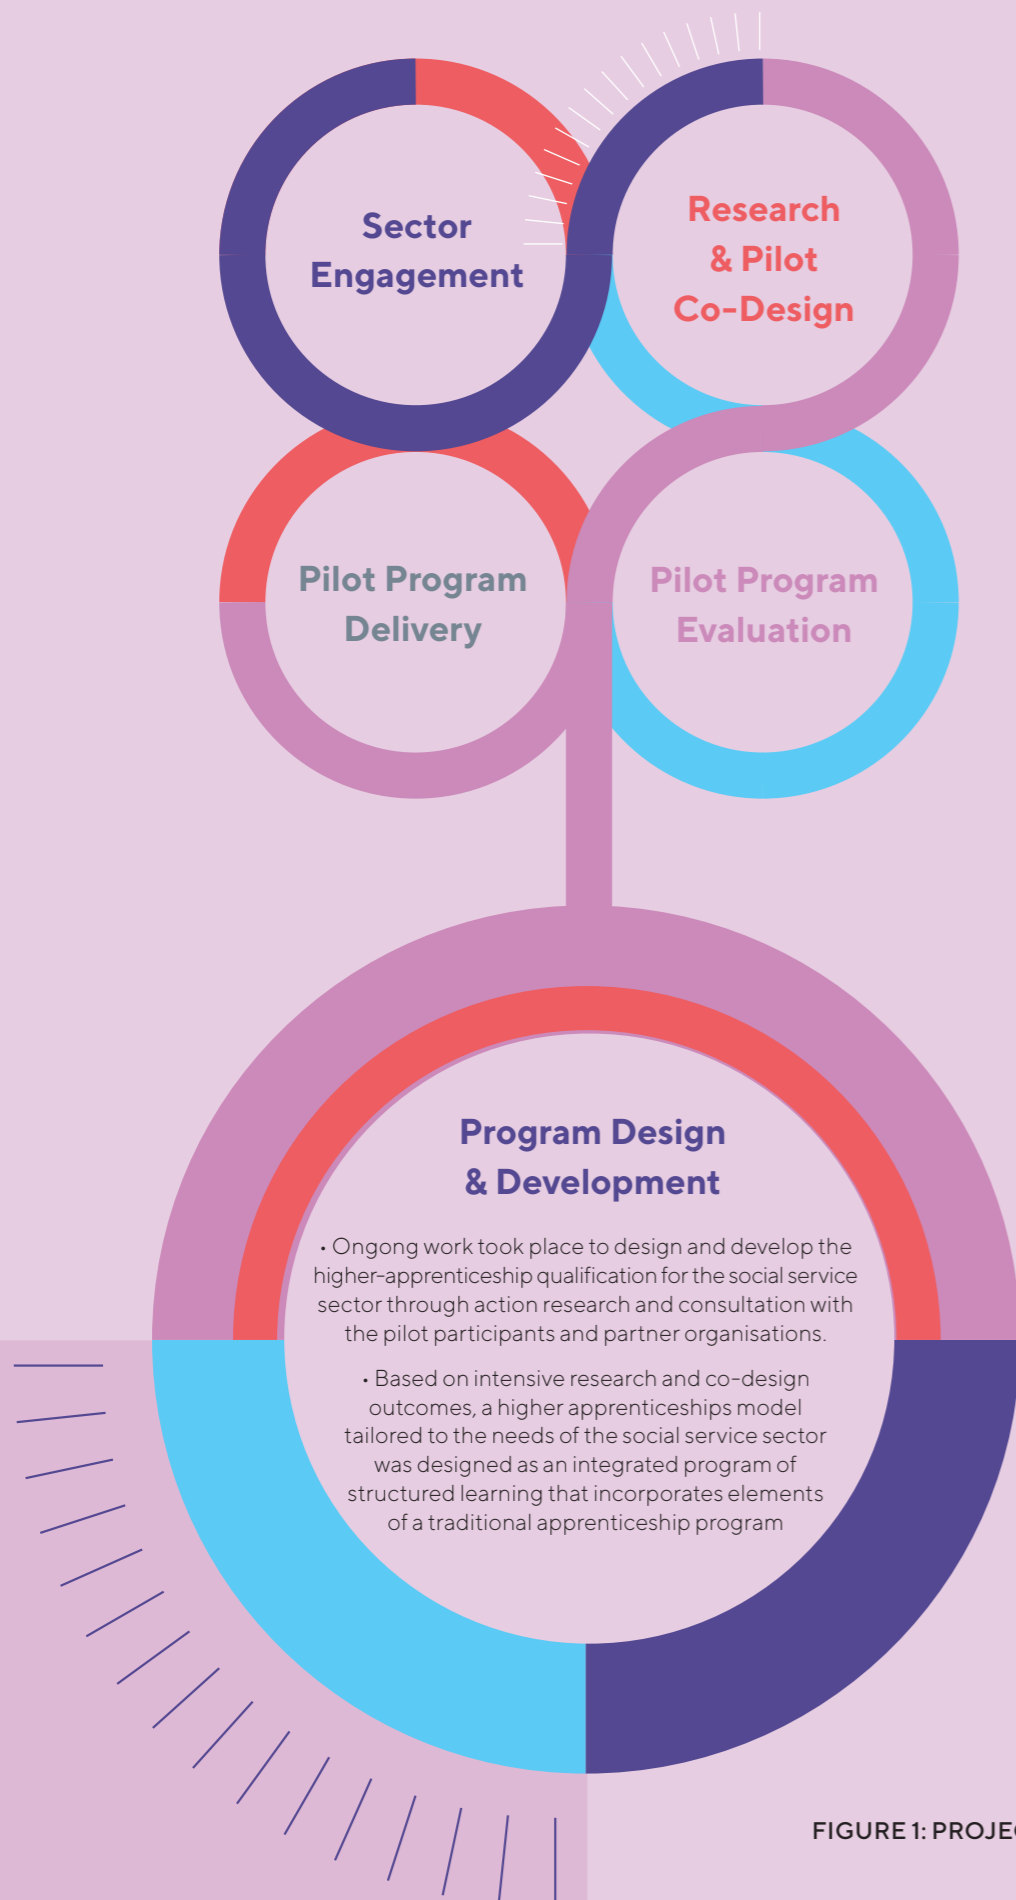 Sector
Engagement
Research
& Pilot
Co-Design
Pilot Program
Delivery
Pilot Program
Evaluation
Program Design
& Development
• Ongong work took place to design and develop the
higher-apprenticeship qualification for the social service
sector through action research and consultation with
the pilot participants and partner organisations.
• Based on intensive research and co-design
outcomes, a higher apprenticeships model
tailored to the needs of the social service sector
was designed as an integrated program of
structured learning that incorporates elements
of a traditional apprenticeship program
FIGURE 1: